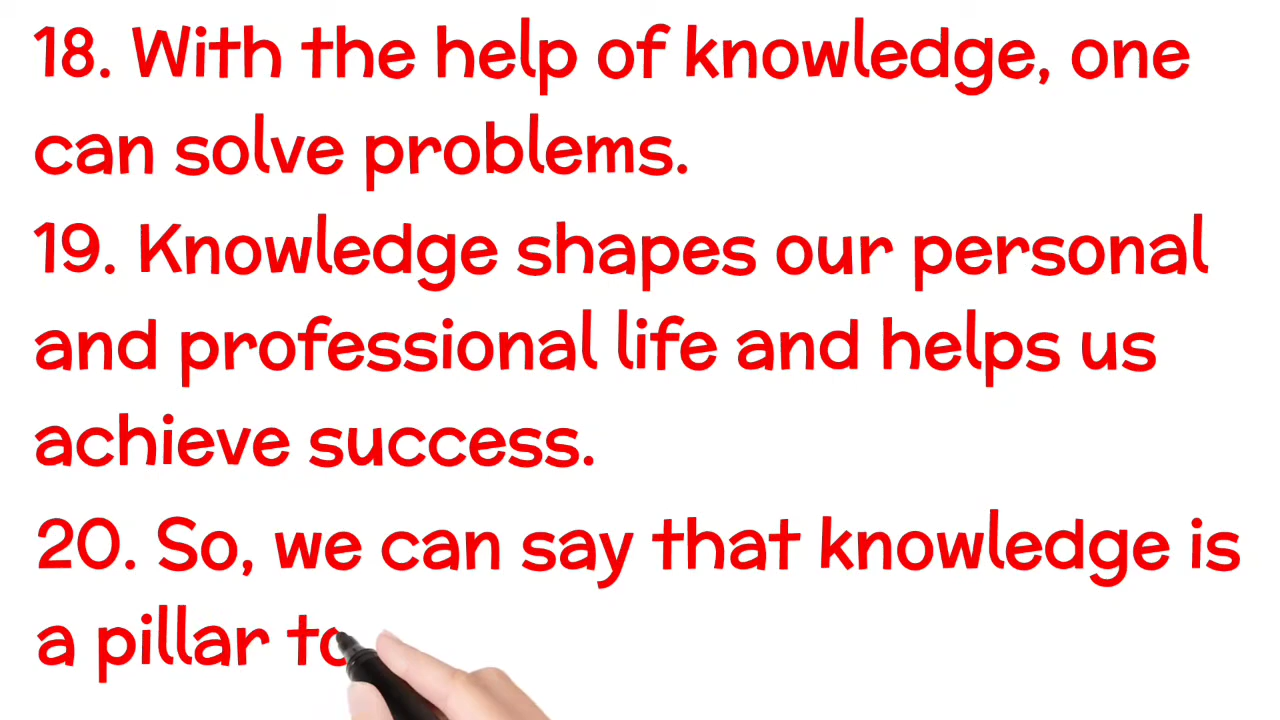 18. With the help of knowledge, one
can solve problems.
19. Knowledge shapes our personal
and professional life and helps us
achieve success.
20. So, we can say that knowledge is
a pillar to